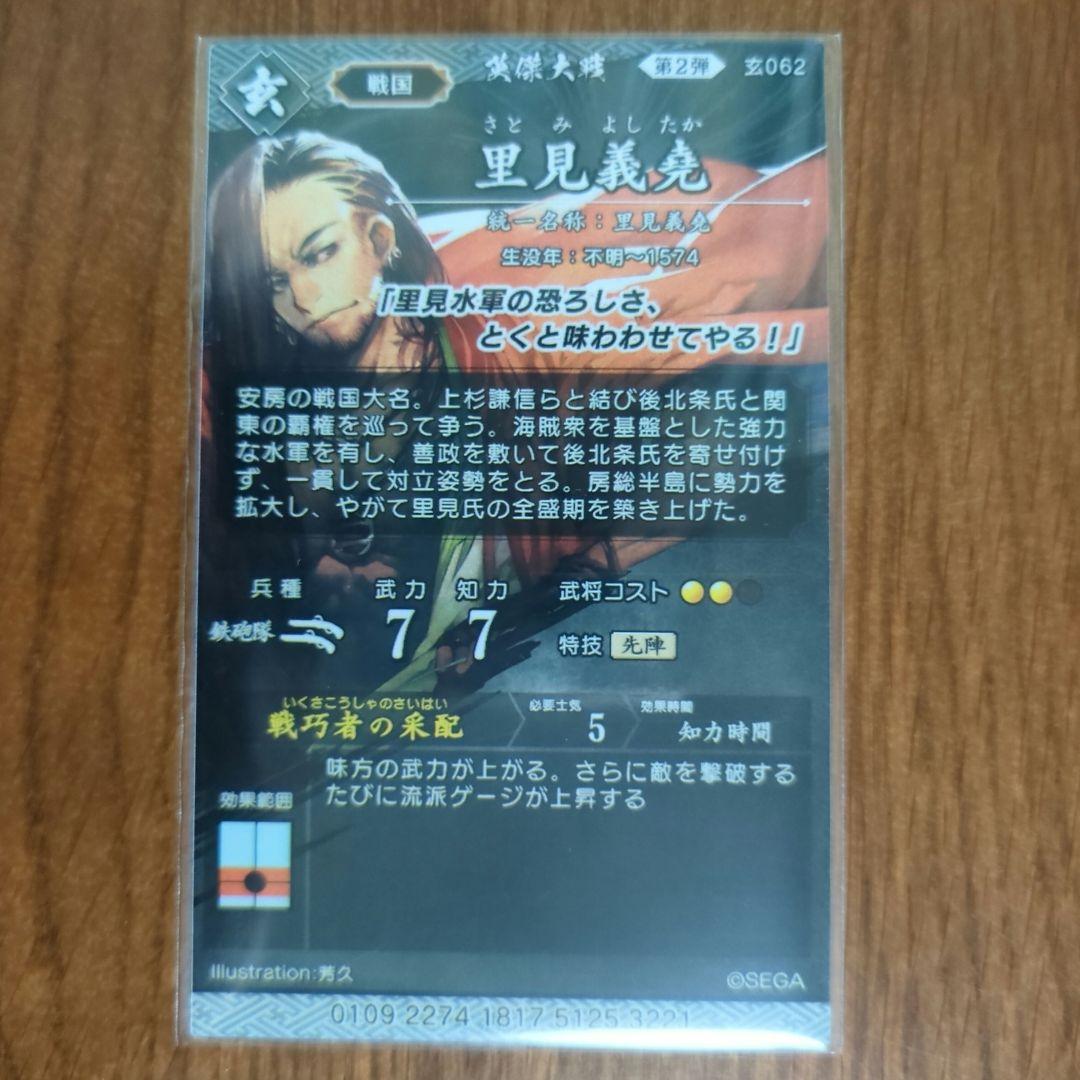 玄
戦国
英傑大戦
第2弾
玄062
さとみよしたか
里見義堯
統一名称：里見義堯
生没年：不明〜1574
「里見水軍の恐ろしさ、
とくと味わわせてやる！」
安房の戦国大名。上杉謙信らと結び後北条氏と関
東の覇権を巡って争う。海賊衆を基盤とした強力
な水軍を有し、善政を敷いて後北条氏を寄せ付け
ず、一貫して対立姿勢をとる。房総半島に勢力を
拡大し、やがて里見氏の全盛期を築き上げた。
兵種 武力 知力 武将コスト
鉄砲隊 7 7
特技 先陣
いくさこうしゃのさいはい
戦巧者の采配
必要士気 5
効果時間 知力時間
味方の武力が上がる。さらに敵を撃破する
たびに流派ゲージが上昇する
効果範囲
Illustration:芳久
©SEGA
0109 2274 1817 5125 3221